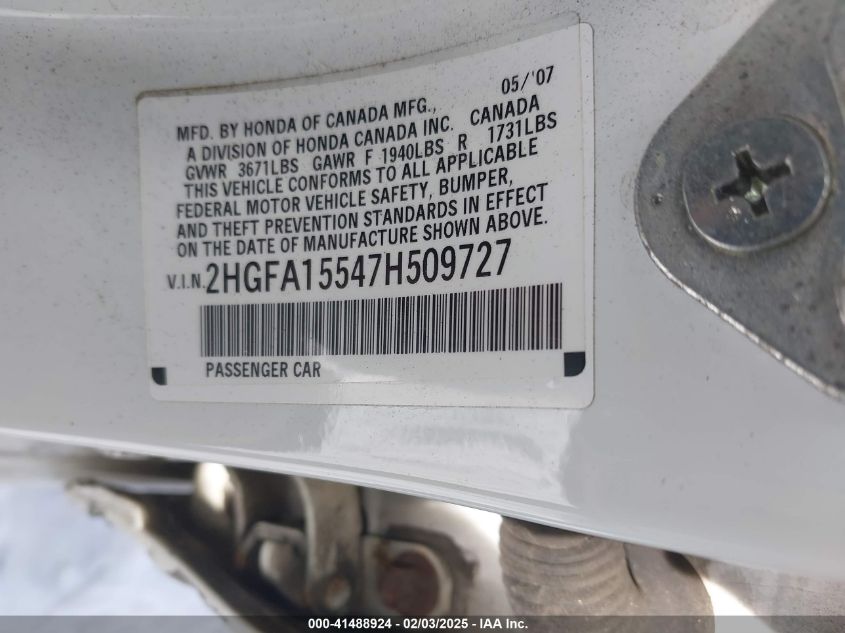 05/'07
MFD. BY HONDA OF CANADA MFG., CANADA
A DIVISION OF HONDA CANADA INC.
GVWR 3671LBS GAWR F 1940LBS R 1731LBS
THIS VEHICLE CONFORMS TO ALL APPLICABLE
FEDERAL MOTOR VEHICLE SAFETY, BUMPER,
AND THEFT PREVENTION STANDARDS IN EFFECT
ON THE DATE OF MANUFACTURE SHOWN ABOVE.
V.I.N. 2HGFA15547H509727
PASSENGER CAR
000-41488924 - 02/03/2025 - IAA Inc.